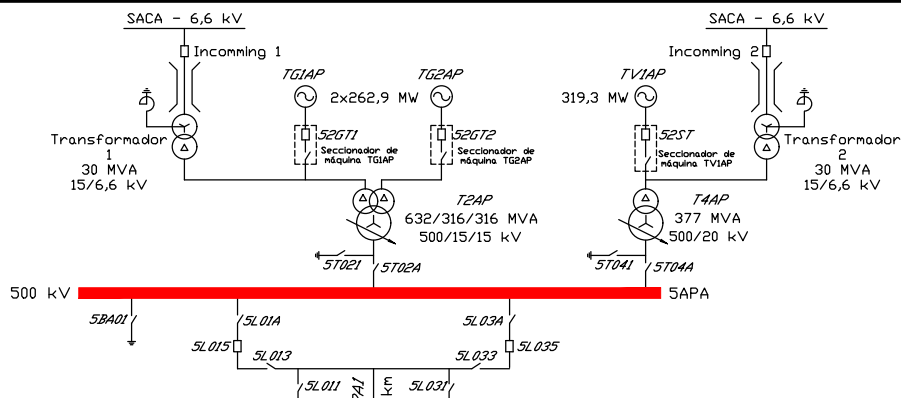 SACA - 6,6 kV
SACA - 6,6 kV
Incomming 1
Incomming 2
TG1AP
TG2AP
TV1AP
2x262,9 MW
319,3 MW
52GT1
52GT2
52ST
Seccionador de
máquina TG1AP
Seccionador de
máquina TG2AP
Seccionador de
máquina TV1AP
Transformador
1
30 MVA
15/6,6 kV
Transformador
2
30 MVA
15/6,6 kV
T2AP
632/316/316 MVA
500/15/15 kV
T4AP
377 MVA
500/20 kV
5T021
5T02A
5T041
5T04A
500 kV
5APA
5BA01
5L01A
5L03A
5L015
5L013
5L033
5L035
5L011
km
5L031